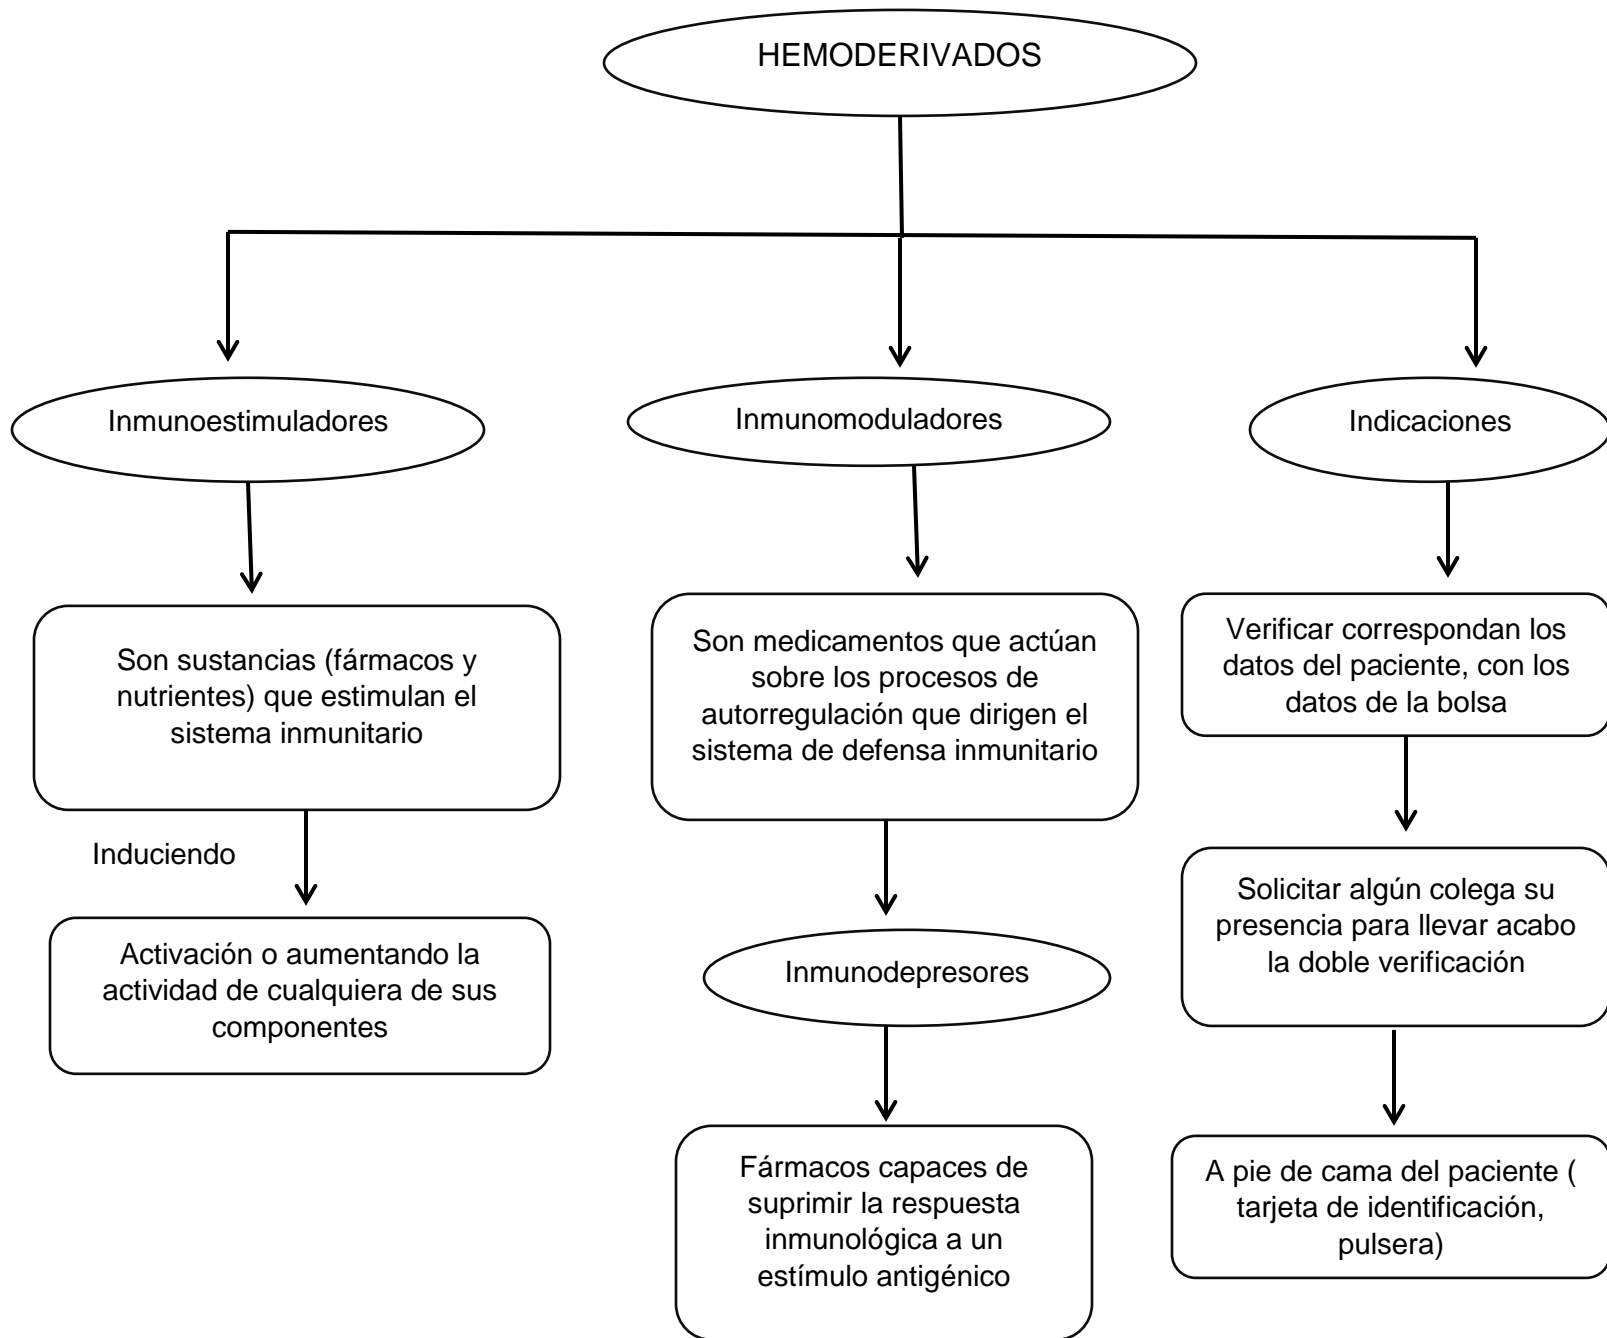 HEMODERIVADOS
Inmunoestimuladores
Son sustancias (fármacos y
nutrientes) que estimulan el
sistema inmunitario
Induciendo
Activación o aumentando la
actividad de cualquiera de sus
componentes
Inmunomoduladores
Son medicamentos que actúan
sobre los procesos de
autorregulación que dirigen el
sistema de defensa inmunitario
Inmunodepresores
Fármacos capaces de
suprimir la respuesta
inmunológica a un
estímulo antigénico
Indicaciones
Verificar correspondan los
datos del paciente, con los
datos de la bolsa
Solicitar algún colega su
presencia para llevar acabo
la doble verificación
A pie de cama del paciente (
tarjeta de identificación,
pulsera)